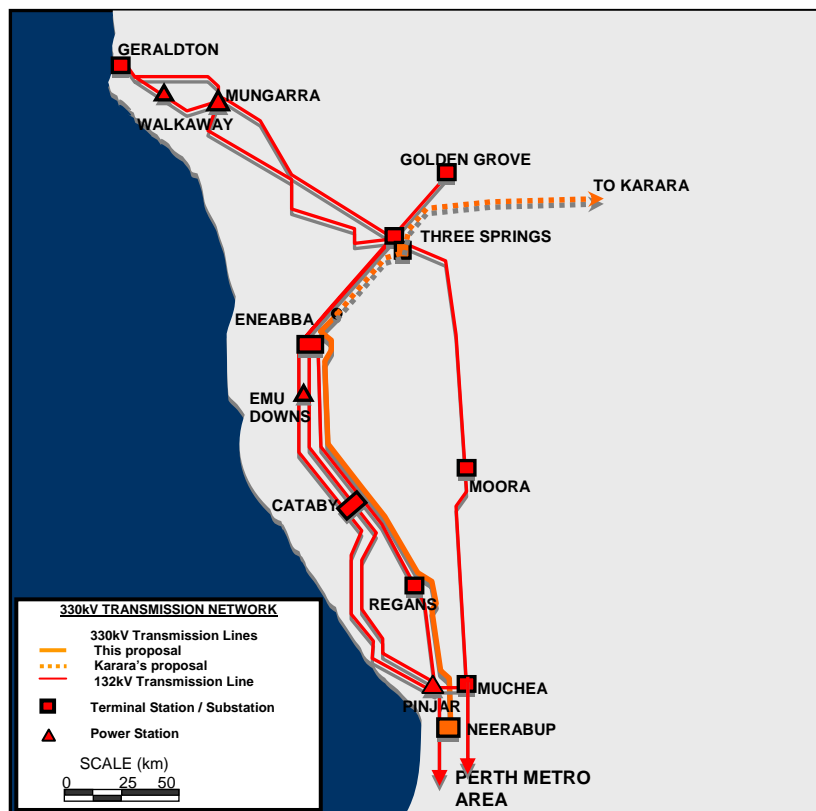 GERALDTON
MUNGARRA
WALKAWAY
GOLDEN GROVE
TO KARARA
THREE SPRINGS
ENEABBA
EMU
DOWNS
CATABY
MOORA
REGANS
MUCHEA
PINJAR
NEERABUP
PERTH METRO
AREA
330kV TRANSMISSION NETWORK
330kV Transmission Lines
This proposal
Karara's proposal
132kV Transmission Line
Terminal Station / Substation
Power Station
SCALE (km)
0 25 50